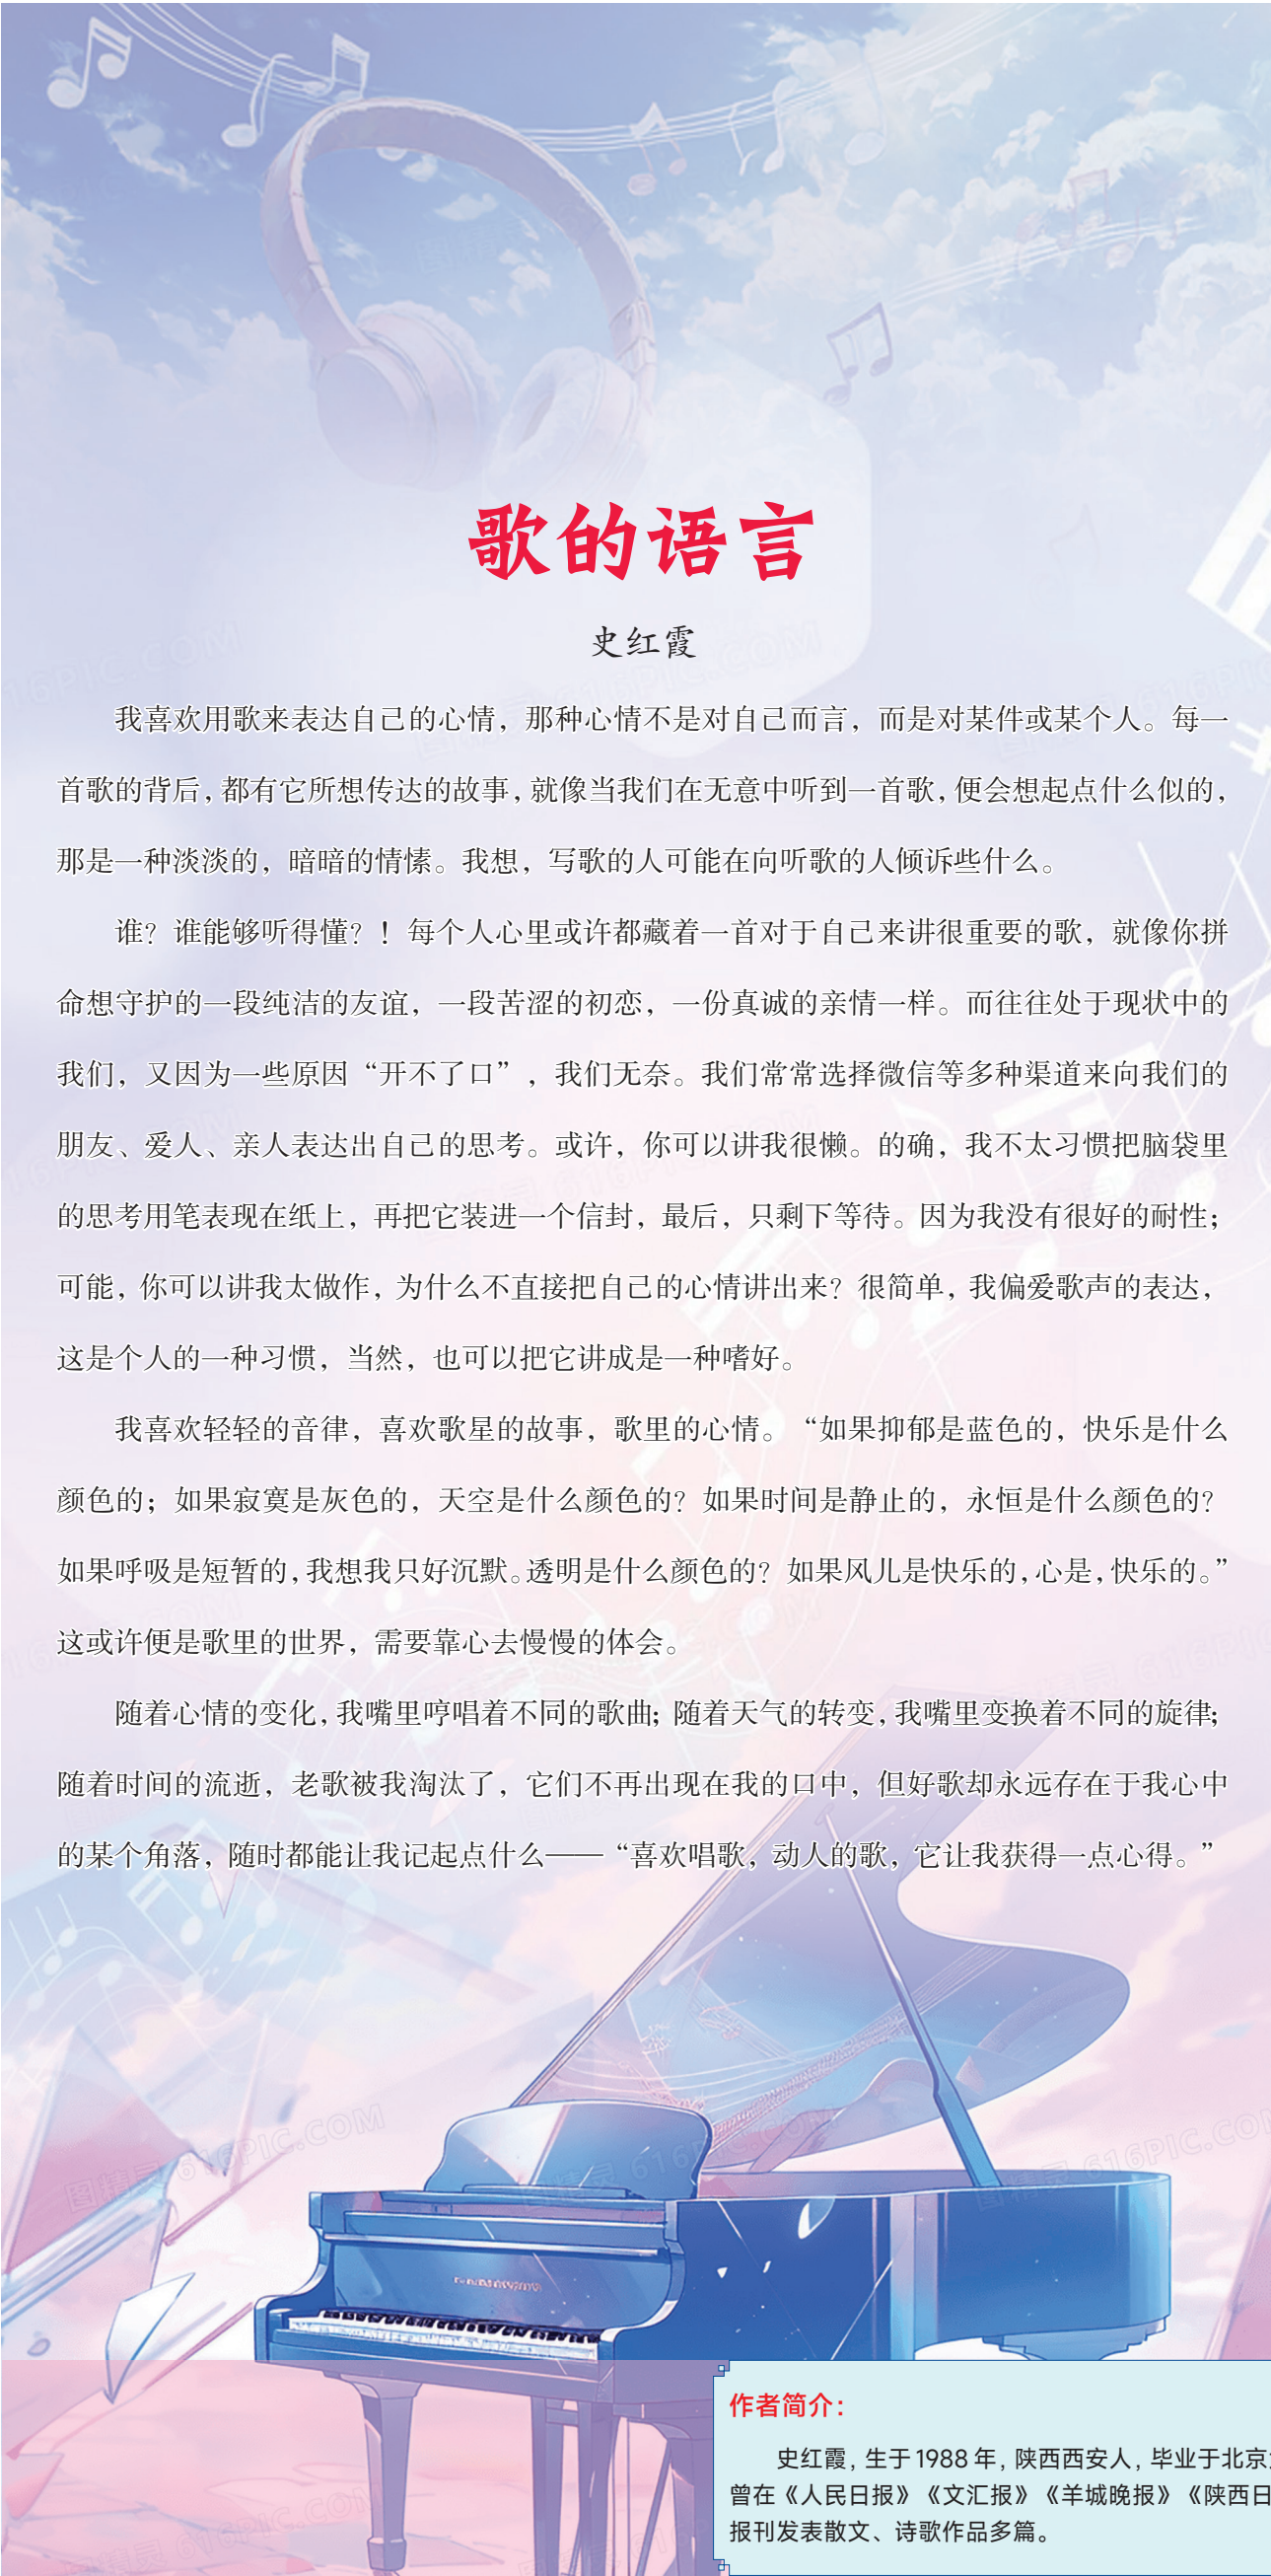 歌的语言
史红霞
我喜欢用歌来表达自己的心情，那种心情不是对自己而言，而是对某件或某个人。每一
首歌的背后，都有它所想传达的故事，就像当我们在无意中听到一首歌，便会想起点什么似的，
那是一种淡淡的，暗暗的情愫。我想，写歌的人可能在向听歌的人倾诉些什么。
谁？谁能够听得懂？！每个人心里或许都藏着一首对于自己来讲很重要的歌，就像你拼
命想守护的一段纯洁的友谊，一段苦涩的初恋，一份真诚的亲情一样。而往往处于现状中的
我们，又因为一些原因“开不了口”，我们无奈。我们常常选择微信等多种渠道来向我们的
朋友、爱人、亲人表达出自己的思考。或许，你可以讲我很懒。的确，我不太习惯把脑袋里
的思考用笔表现在纸上，再把它装进一个信封，最后，只剩下等待。因为我没有很好的耐性；
可能，你可以讲我太做作，为什么不直接把自己的心情讲出来？很简单，我偏爱歌声的表达，
这是个人的一种习惯，当然，也可以把它讲成是一种嗜好。
我喜欢轻轻的音律，喜欢歌星的故事，歌里的心情。“如果抑郁是蓝色的，快乐是什么
颜色的；如果寂寞是灰色的，天空是什么颜色的？如果时间是静止的，永恒是什么颜色的？
如果呼吸是短暂的，我想我只好沉默。透明是什么颜色的？如果风儿是快乐的，心是，快乐的。”
这或许便是歌里的世界，需要靠心去慢慢的体会。
随着心情的变化，我嘴里哼唱着不同的歌曲；随着天气的转变，我嘴里变换着不同的旋律；
随着时间的流逝，老歌被我淘汰了，它们不再出现在我的口中，但好歌却永远存在于我心中
的某个角落，随时都能让我记起点什么——“喜欢唱歌，动人的歌，它让我获得一点心得。”
图精灵 616PIC.COM
作者简介：
史红霞，生于1988年，陕西西安人，毕业于北京
曾在《人民日报》《文汇报》《羊城晚报》《陕西日
报刊发表散文、诗歌作品多篇。